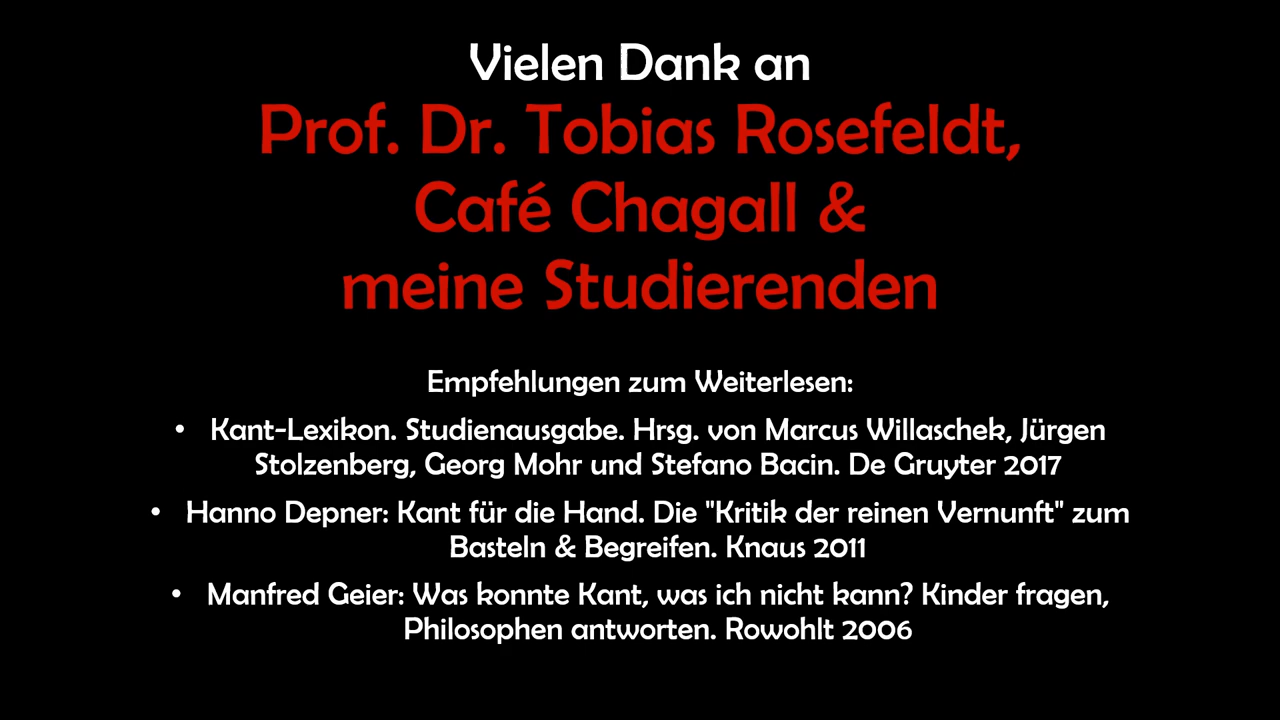 Vielen Dank an
Prof. Dr. Tobias Rosefeldt,
Café Chagall &
meine Studierenden
Empfehlungen zum Weiterlesen:
• Kant-Lexikon. Studienausgabe. Hrsg. von Marcus Willaschek, Jürgen
Stolzenberg, Georg Mohr und Stefano Bacin. De Gruyter 2017
• Hanno Depner: Kant für die Hand. Die "Kritik der reinen Vernunft" zum
Basteln & Begreifen. Knaus 2011
• Manfred Geier: Was konnte Kant, was ich nicht kann? Kinder fragen,
Philosophen antworten. Rowohlt 2006